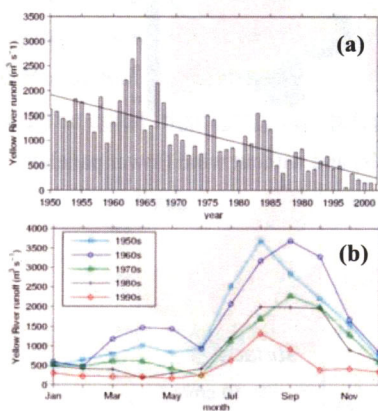 (a)
Yellow River runoff (m³ s⁻¹)
3500
3000
2500
2000
1500
1000
500
0
1950 1955 1960 1965 1970 1975 1980 1985 1990 1995 2000
year
(b)
Yellow River runoff (m³ s⁻¹)
4000
3500
3000
2500
2000
1500
1000
500
0
1950s
1960s
1970s
1980s
1990s
Jan Mar May Jul Sep Nov
month